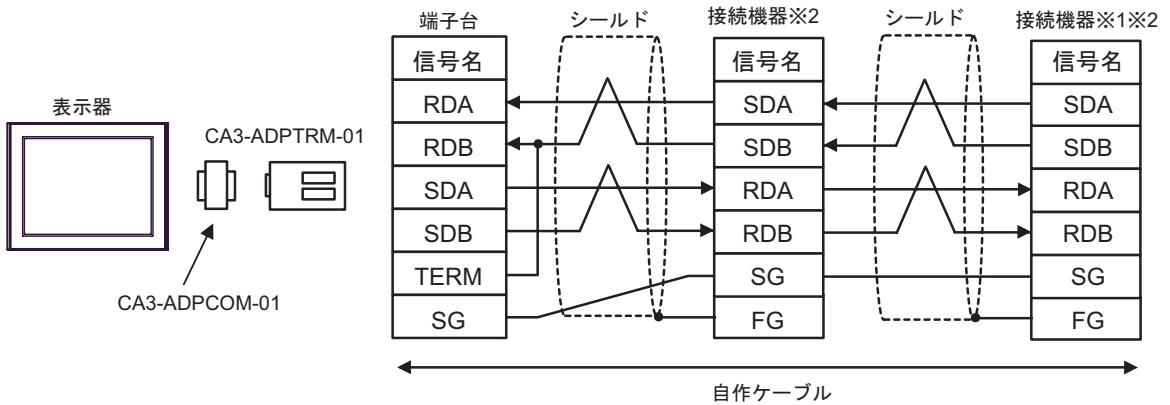 表示器
CA3-ADPTRM-01
CA3-ADPCOM-01
端子台
信号名
RDA
RDB
SDA
SDB
TERM
SG
シールド
接続機器※2
信号名
SDA
SDB
RDA
RDB
SG
FG
シールド
接続機器※1※2
信号名
SDA
SDB
RDA
RDB
SG
FG
自作ケーブル